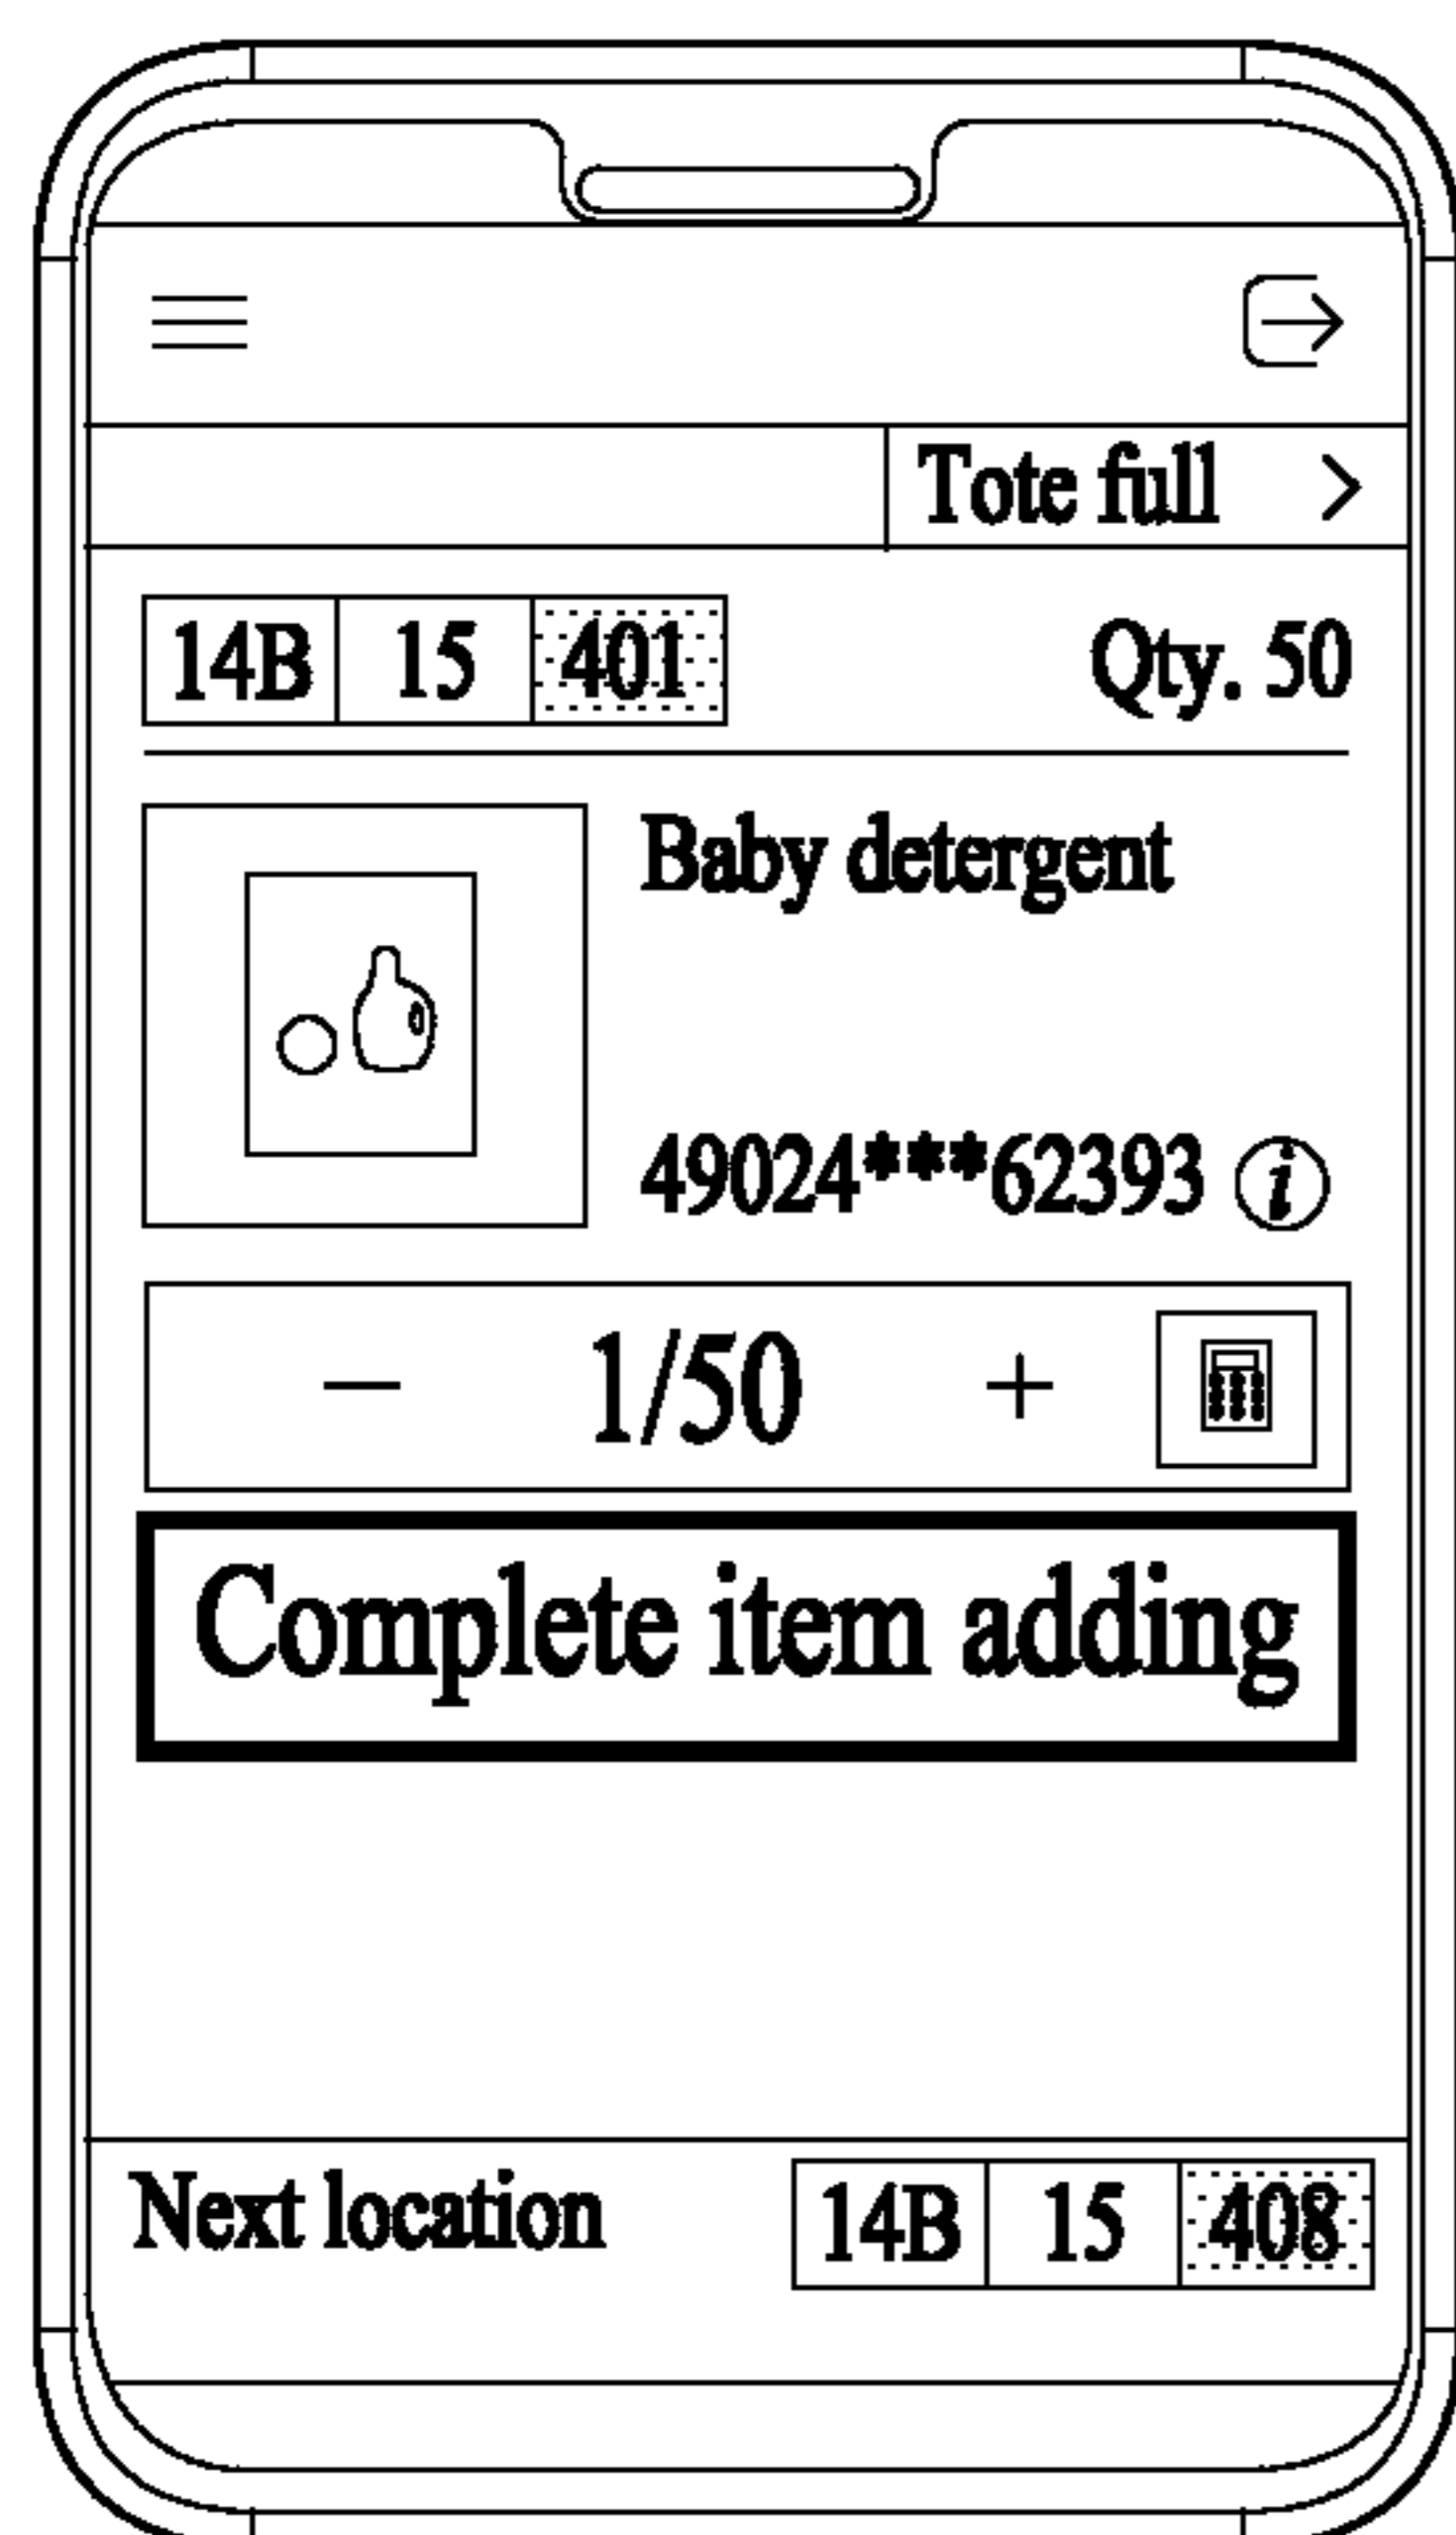 Tote full >
14B 15 401 Qty. 50
Baby detergent
49024***62393 i
− 1/50 +
Complete item adding
Next location 14B 15 408